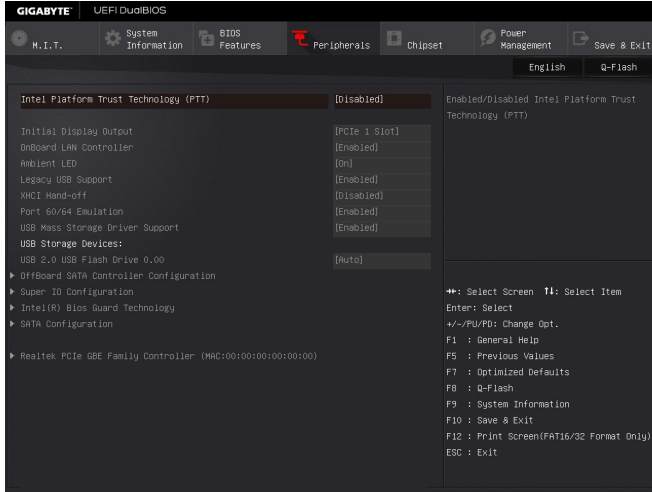 GIGABYTE™ UEFI DualBIOS
M.I.T. System Information BIOS Features Peripherals Chipset Power Management Save & Exit
English Q-Flash
Intel Platform Trust Technology (PTT) [Disabled]
Enabled/Disabled Intel Platform Trust
Technology (PTT)
Initial Display Output [PCIe 1 Slot]
OnBoard LAN Controller [Enabled]
Ambient LED [On]
Legacy USB Support [Enabled]
XHCI Hand-off [Disabled]
Port 60/64 Emulation [Enabled]
USB Mass Storage Driver Support [Enabled]
USB Storage Devices:
USB 2.0 USB Flash Drive 0.00 [Auto]
OffBoard SATA Controller Configuration
Super IO Configuration
Intel(R) Bios Guard Technology
SATA Configuration
Realtek PCIe GBE Family Controller (MAC:00:00:00:00:00:00)
→←: Select Screen ↑↓: Select Item
Enter: Select
+/-/PU/PD: Change Opt.
F1 : General Help
F5 : Previous Values
F7 : Optimized Defaults
F8 : Q-Flash
F9 : System Information
F10 : Save & Exit
F12 : Print Screen(FAT16/32 Format Only)
ESC : Exit